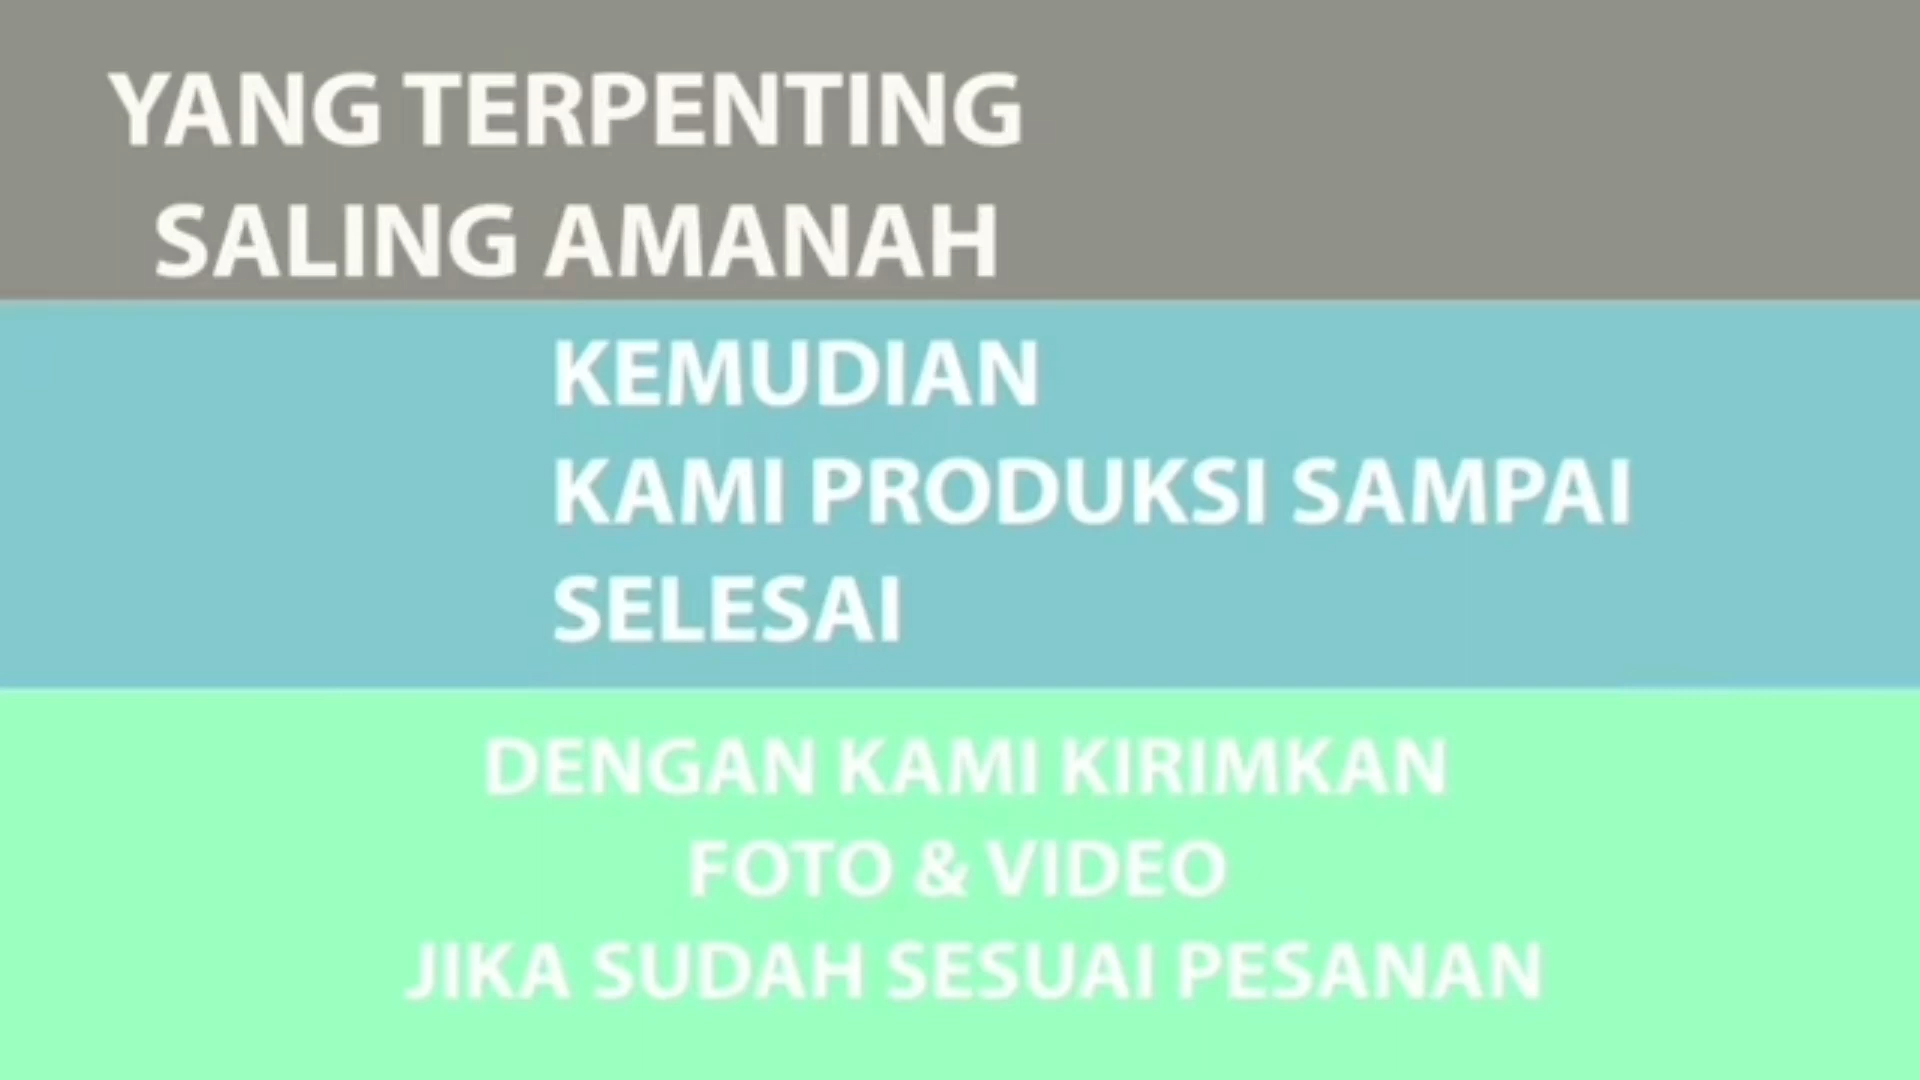 YANG TERPENTING
SALING AMANAH
KEMUDIAN
KAMI PRODUKSI SAMPAI
SELESAI
DENGAN KAMI KIRIMKAN
FOTO & VIDEO
JIKA SUDAH SESUAI PESANAN